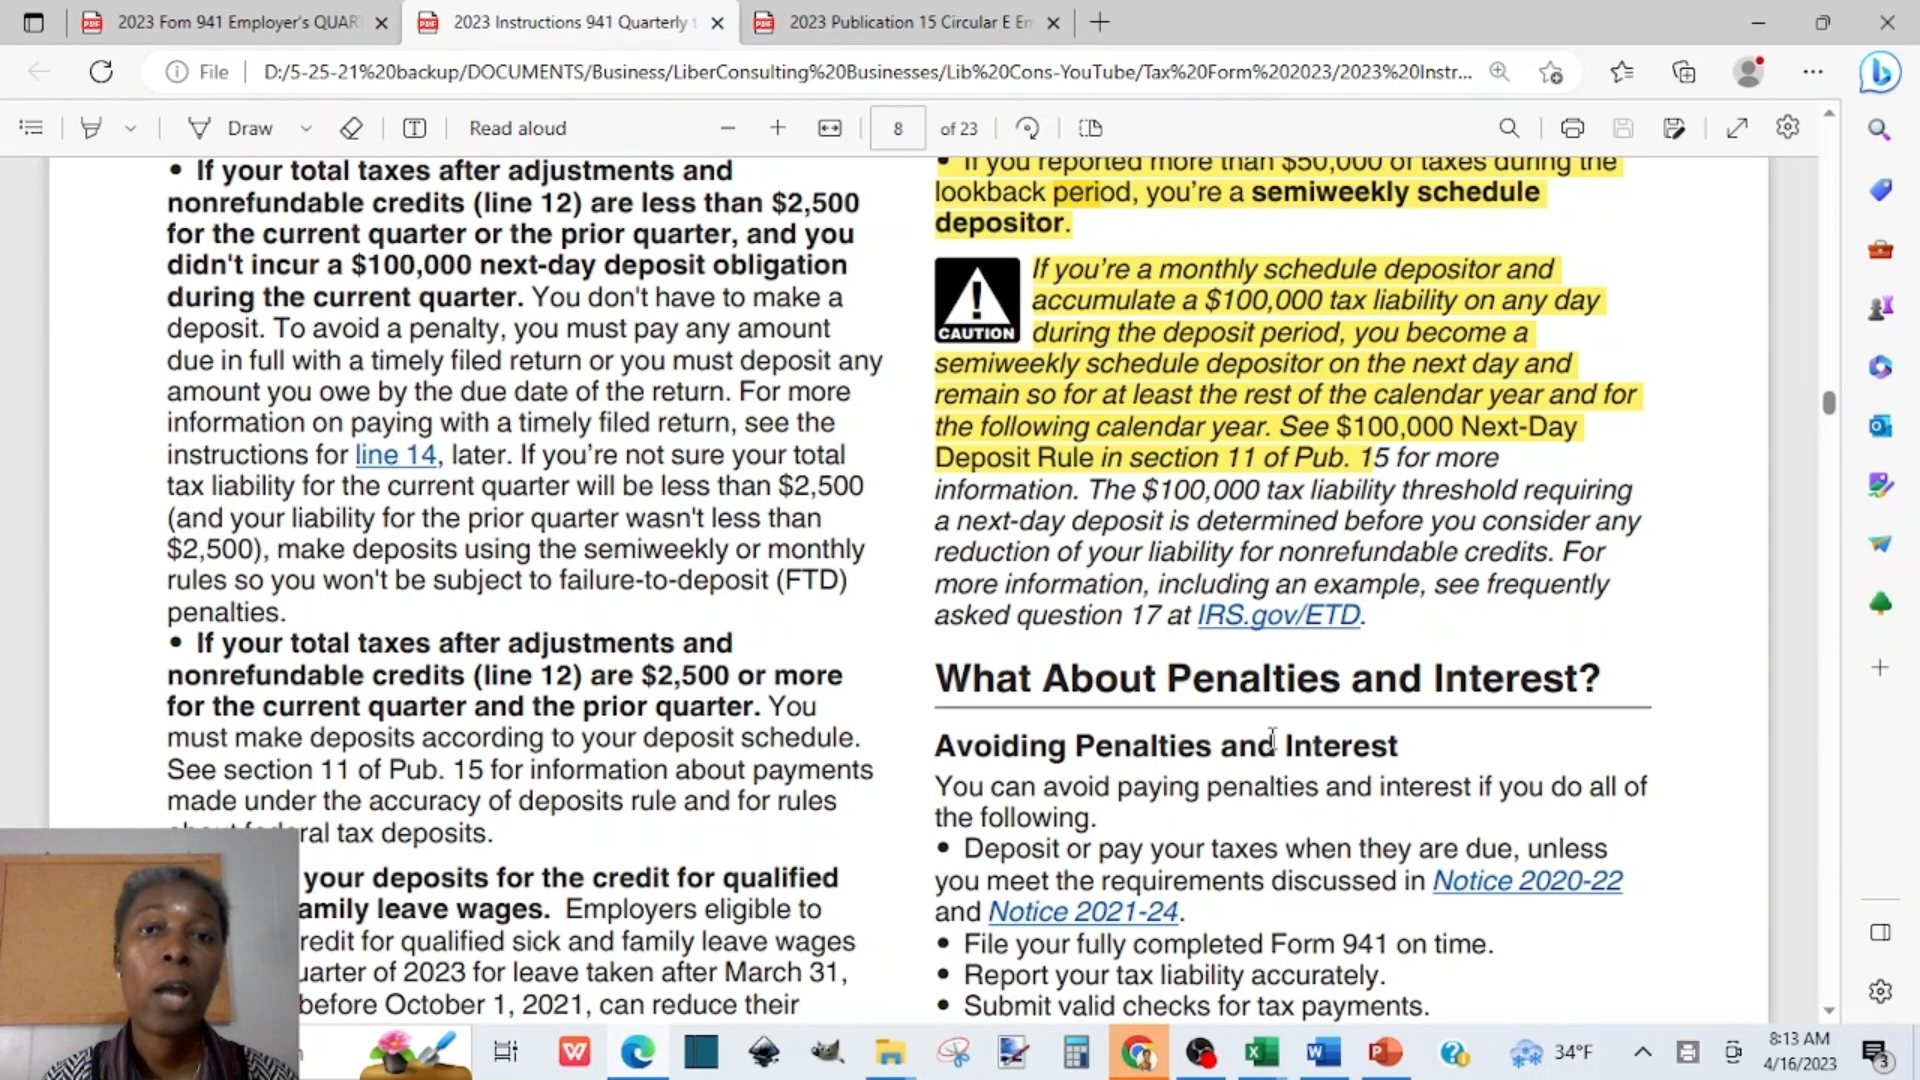 2023 Fom 941 Employer's QUAR
2023 Instructions 941 Quarterly t
2023 Publication 15 Circular E Em
File
D:/5-25-21%20backup/DOCUMENTS/Business/LiberConsulting%20Businesses/Lib%20Cons-YouTube/Tax%20Form%202023/2023%20Instr...
Draw
Read aloud
8
of 23
• If your total taxes after adjustments and
nonrefundable credits (line 12) are less than $2,500
for the current quarter or the prior quarter, and you
didn't incur a $100,000 next-day deposit obligation
during the current quarter. You don't have to make a
deposit. To avoid a penalty, you must pay any amount
due in full with a timely filed return or you must deposit any
amount you owe by the due date of the return. For more
information on paying with a timely filed return, see the
instructions for line 14, later. If you’re not sure your total
tax liability for the current quarter will be less than $2,500
(and your liability for the prior quarter wasn't less than
$2,500), make deposits using the semiweekly or monthly
rules so you won't be subject to failure-to-deposit (FTD)
penalties.
• If your total taxes after adjustments and
nonrefundable credits (line 12) are $2,500 or more
for the current quarter and the prior quarter. You
must make deposits according to your deposit schedule.
See section 11 of Pub. 15 for information about payments
made under the accuracy of deposits rule and for rules
about federal tax deposits.
your deposits for the credit for qualified
amily leave wages. Employers eligible to
redit for qualified sick and family leave wages
uarter of 2023 for leave taken after March 31,
before October 1, 2021, can reduce their
• If you reported more than $50,000 of taxes during the
lookback period, you’re a semiweekly schedule
depositor.
CAUTION
If you’re a monthly schedule depositor and
accumulate a $100,000 tax liability on any day
during the deposit period, you become a
semiweekly schedule depositor on the next day and
remain so for at least the rest of the calendar year and for
the following calendar year. See $100,000 Next-Day
Deposit Rule in section 11 of Pub. 15 for more
information. The $100,000 tax liability threshold requiring
a next-day deposit is determined before you consider any
reduction of your liability for nonrefundable credits. For
more information, including an example, see frequently
asked question 17 at IRS.gov/ETD.
What About Penalties and Interest?
Avoiding Penalties and Interest
You can avoid paying penalties and interest if you do all of
the following.
• Deposit or pay your taxes when they are due, unless
you meet the requirements discussed in Notice 2020-22
and Notice 2021-24.
• File your fully completed Form 941 on time.
• Report your tax liability accurately.
• Submit valid checks for tax payments.
34°F
8:13 AM
4/16/2023
3